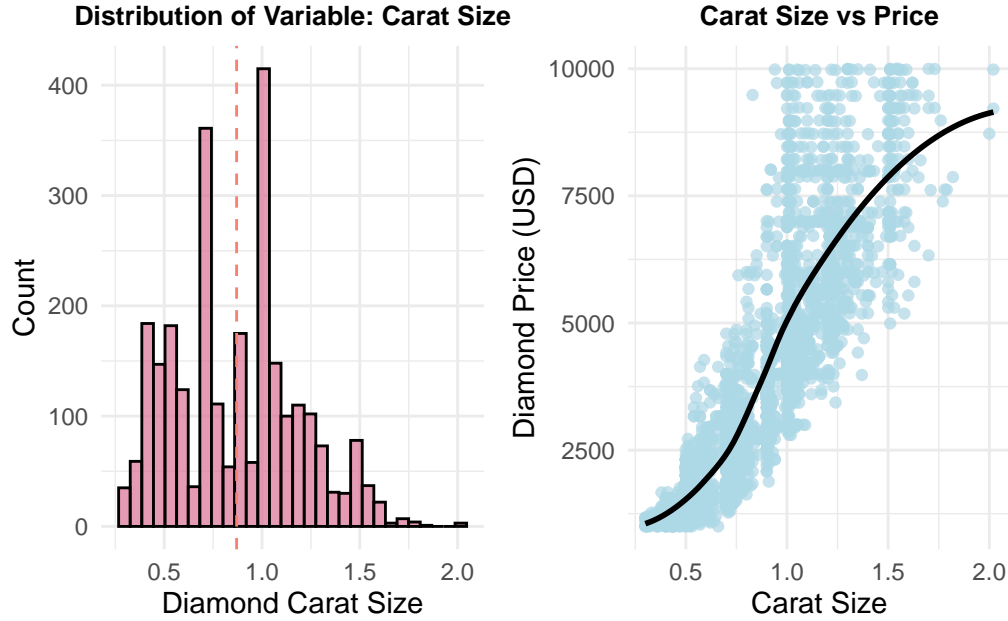 Distribution of Variable: Carat Size
Count
400
300
200
100
0
0.5 1.0 1.5 2.0
Diamond Carat Size
Carat Size vs Price
Diamond Price (USD)
10000
7500
5000
2500
0.5 1.0 1.5 2.0
Carat Size